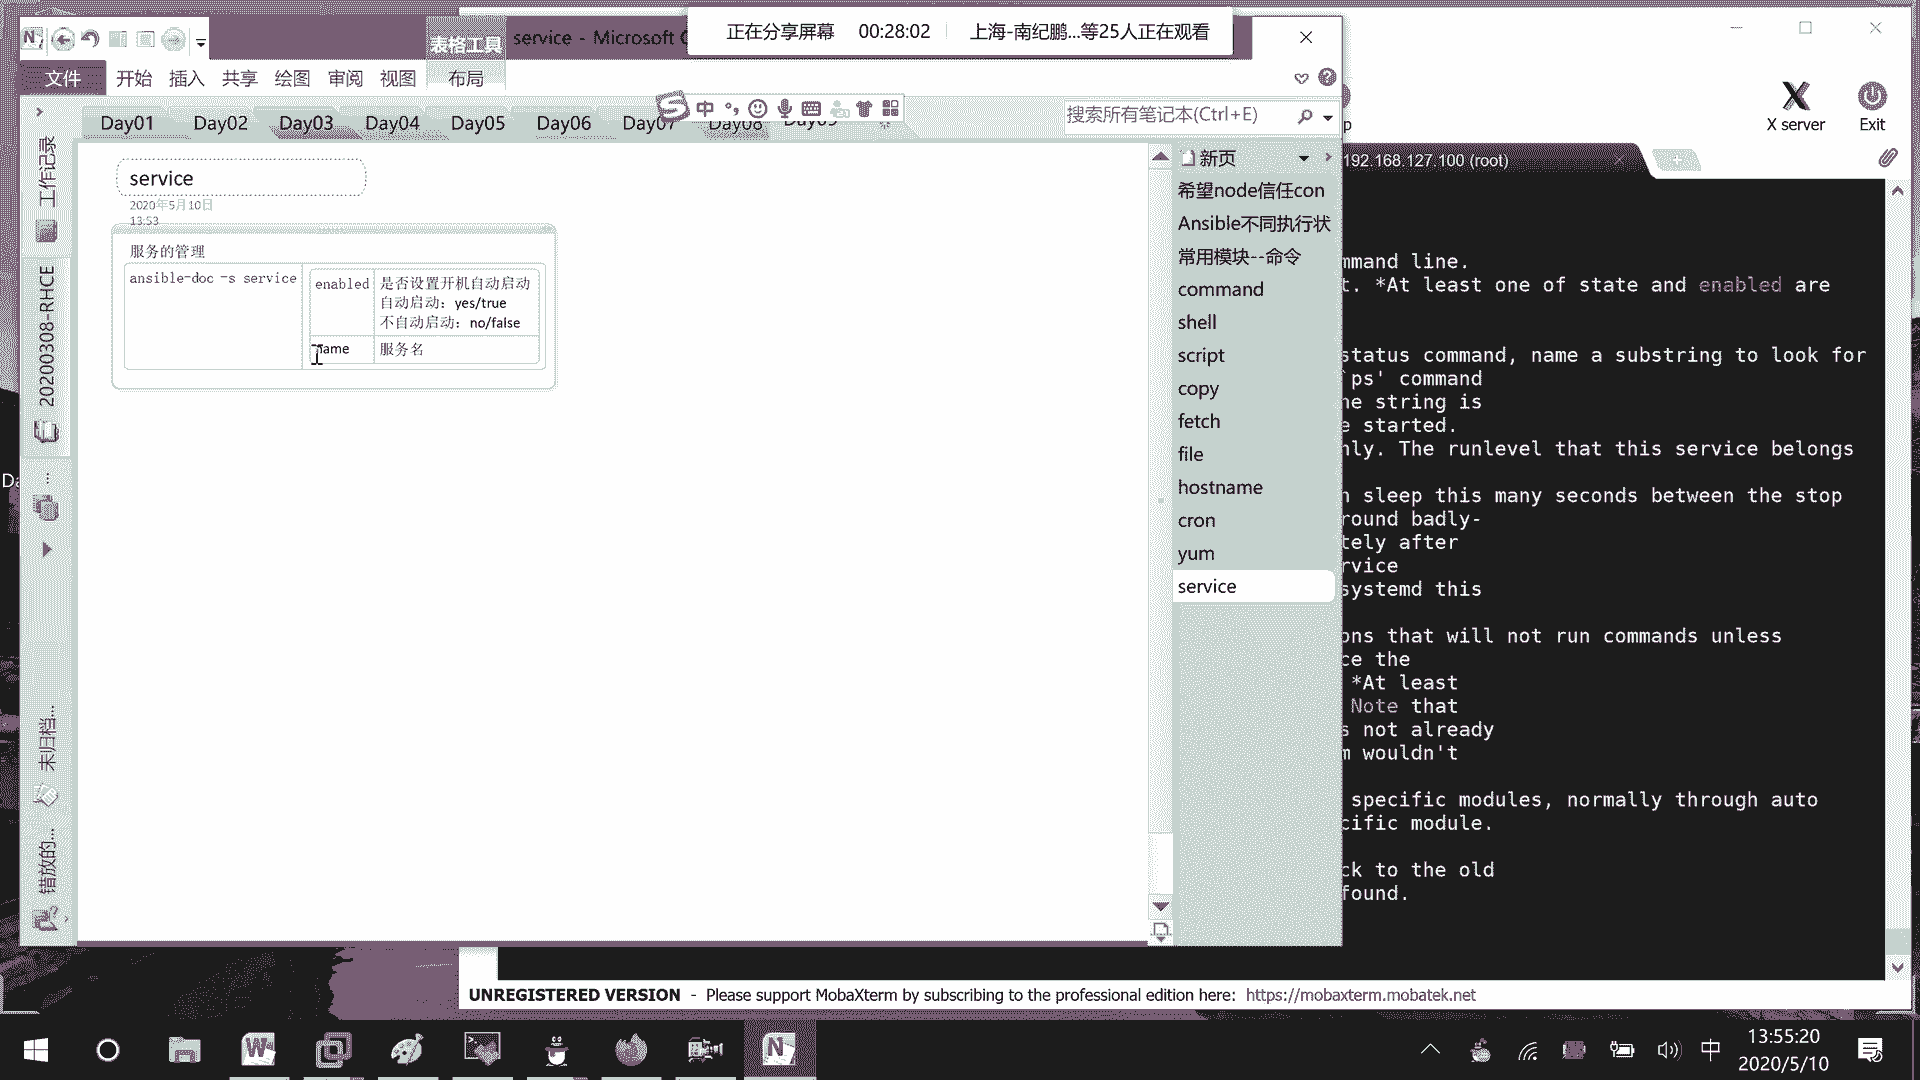 表格工具
service - Microsoft
正在分享屏幕 00:28:02 上海-南纪鹏...等25人正在观看
文件 开始 插入 共享 绘图 审阅 视图 布局
中
搜索所有笔记本(Ctrl+E)
X server Exit
Day01 Day02 Day03 Day04 Day05 Day06 Day07 Day08 Day09
工作记录
20200308-RHCE
未归档...
错放的...
service
2020年5月10日
13:53
服务的管理
ansible-doc -s service
enabled 是否设置开机自动启动
自动启动：yes/true
不自动启动：no/false
name 服务名
新页
希望node信任con
Ansible不同执行状
常用模块--命令
command
shell
script
copy
fetch
file
hostname
cron
yum
service
192.168.127.100 (root)
mmand line.
t. *At least one of state and enabled are
status command, name a substring to look for
`ps' command
ne string is
e started.
nly. The runlevel that this service belongs
n sleep this many seconds between the stop
round badly-
tely after
rvice
systemd this
ons that will not run commands unless
ce the
*At least
Note that
s not already
m wouldn't
specific modules, normally through auto
cific module.
ck to the old
found.
UNREGISTERED VERSION - Please support MobaXterm by subscribing to the professional edition here: https://mobaxterm.mobatek.net
中
13:55:20
2020/5/10